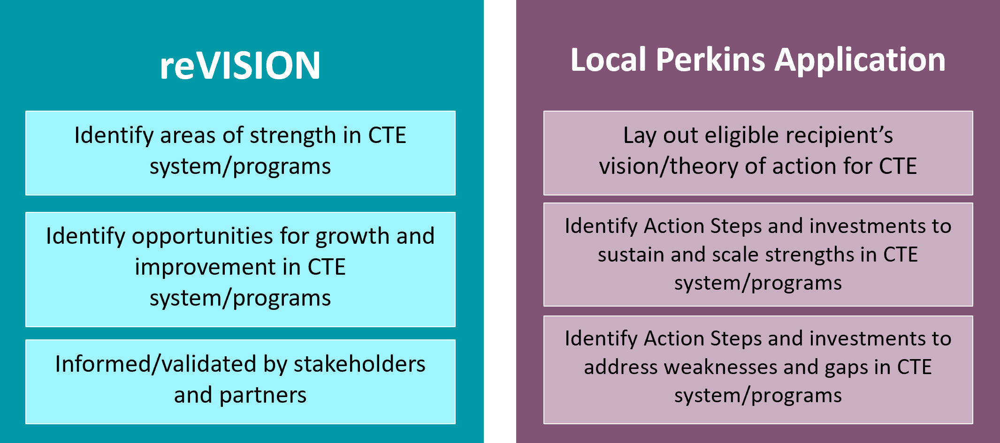 reVISION
Identify areas of strength in CTE
system/programs
Identify opportunities for growth and
improvement in CTE
system/programs
Informed/validated by stakeholders
and partners
Local Perkins Application
Lay out eligible recipient’s
vision/theory of action for CTE
Identify Action Steps and investments to
sustain and scale strengths in CTE
system/programs
Identify Action Steps and investments to
address weaknesses and gaps in CTE
system/programs